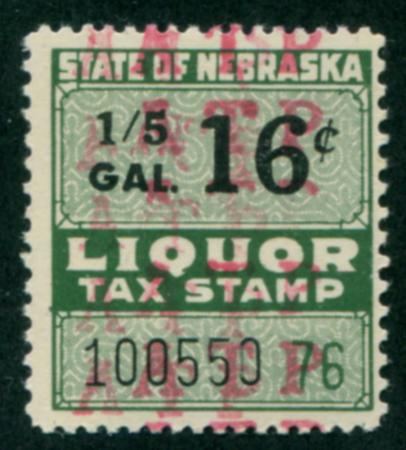 STATE OF NEBRASKA
1/5 GAL. 16¢
LIQUOR
TAX STAMP
100550 76